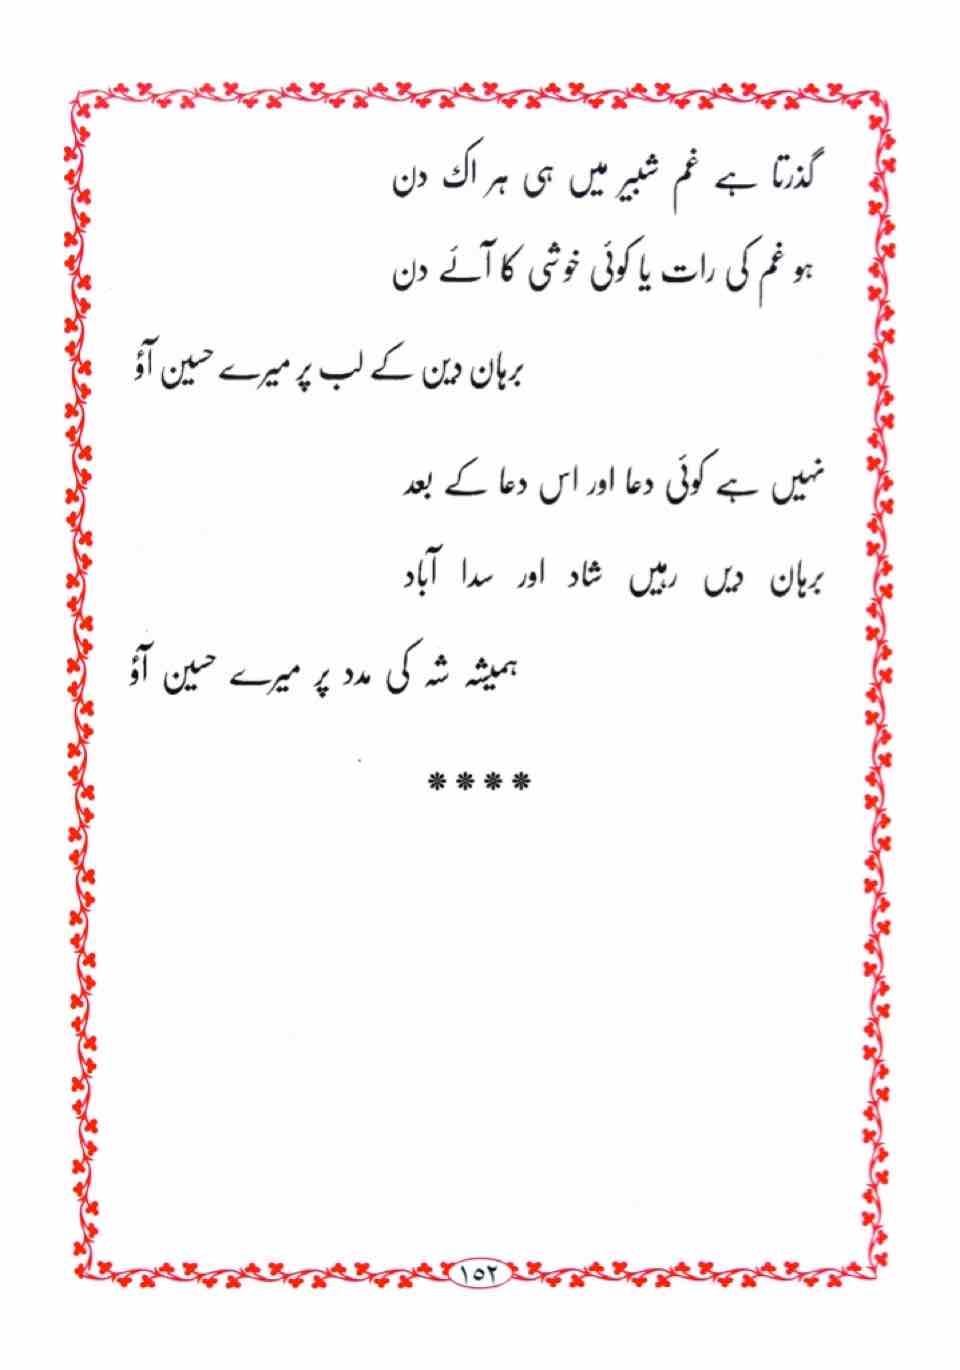 گذرتا ہے غم شبیر میں ہی ہر اک دن
ہو غم کی رات یا کوئی خوشی کا آئے دن
برہان دین کے لب پر میرے حسین آؤ
نہیں ہے کوئی دعا اور اس دعا کے بعد
برہان دیں رہیں شاد اور سدا آباد
ہمیشہ شہ کی مدد پر میرے حسین آؤ
****
١٥٢